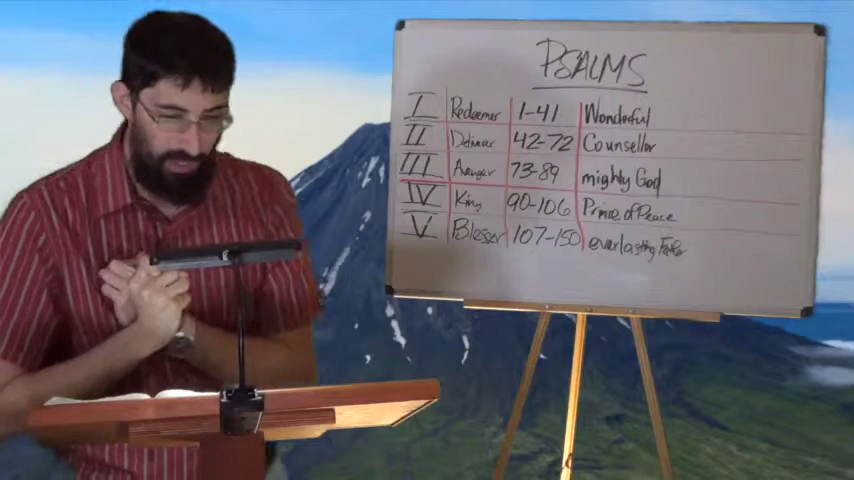 PSALMS
I Redeemer 1-41 Wonderful
II Deliverer 42-72 Counsellor
III Avenger 73-89 mighty God
IV King 90-106 Prince of Peace
V Blesser 107-150 everlasting Father